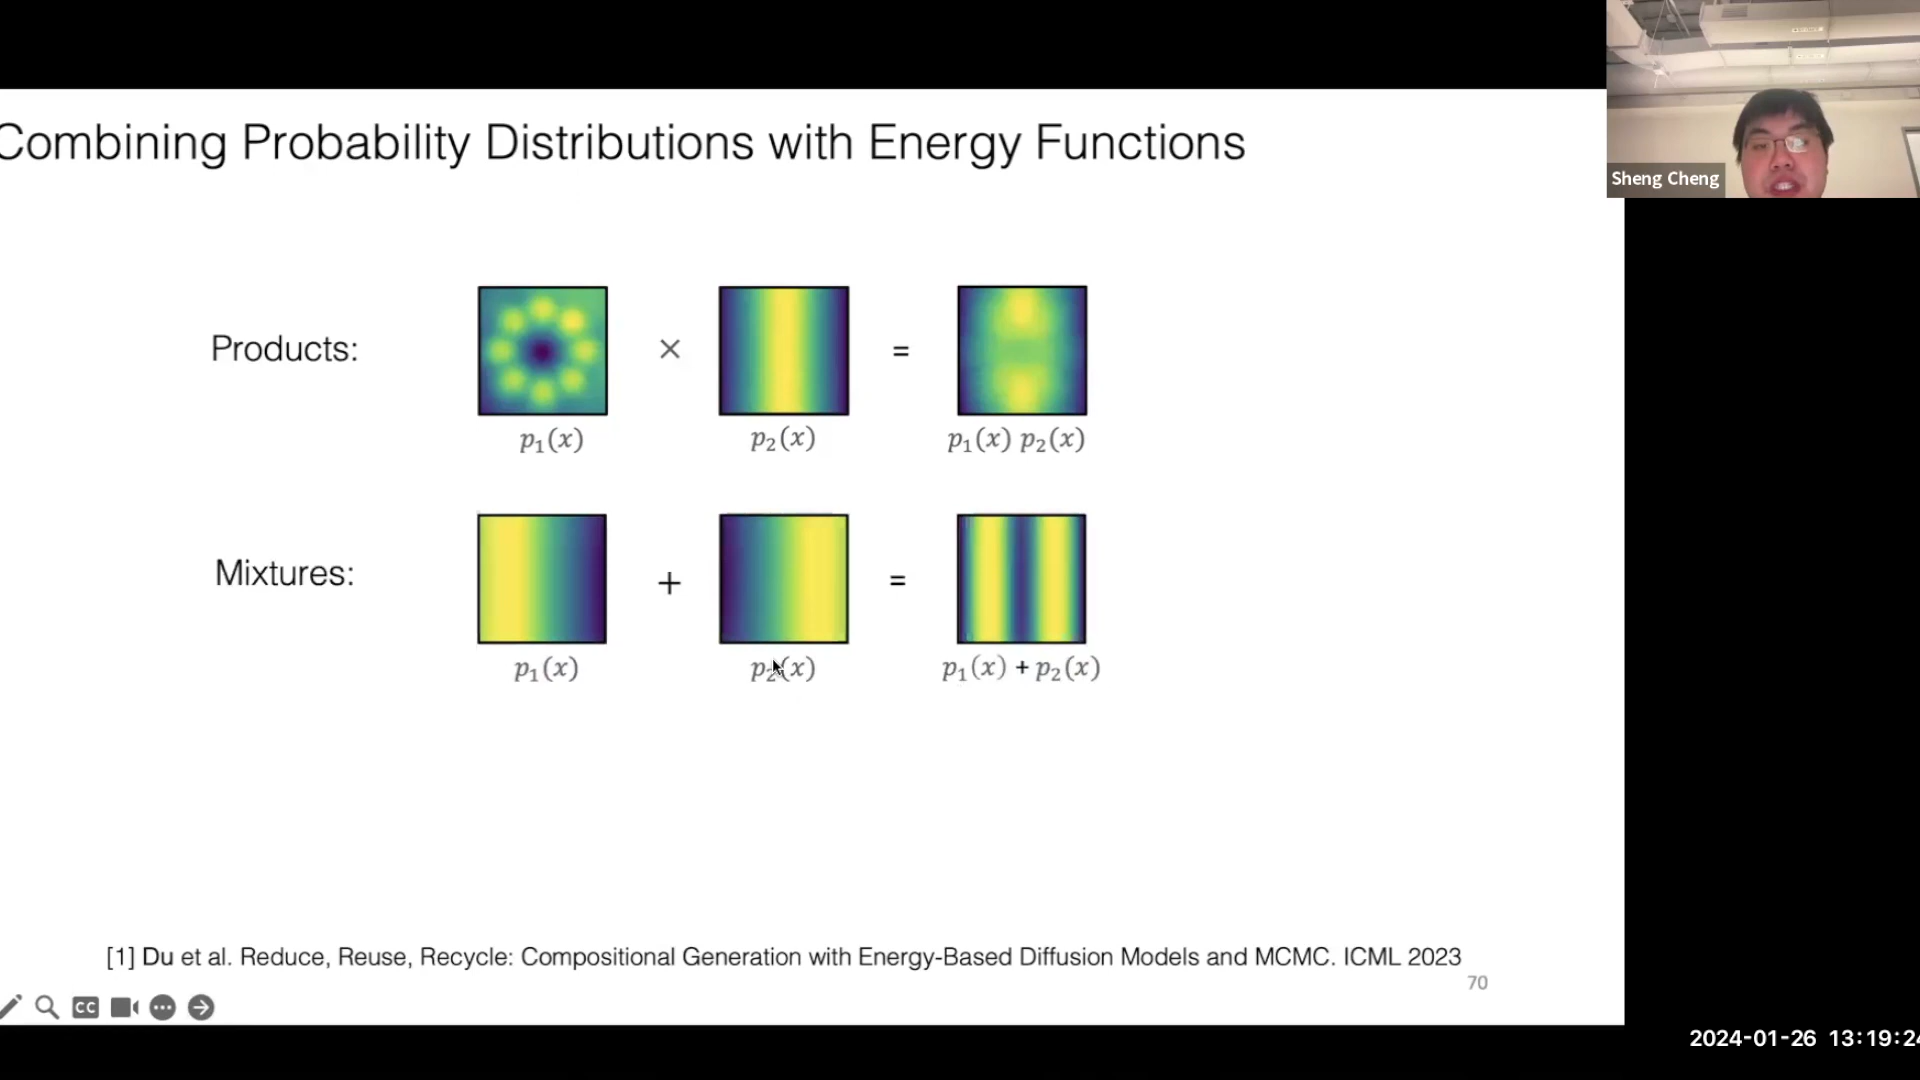 Combining Probability Distributions with Energy Functions
Sheng Cheng
Products:
×
=
p₁(x)
p₂(x)
p₁(x) p₂(x)
Mixtures:
+
=
p₁(x)
p₂(x)
p₁(x) + p₂(x)
[1] Du et al. Reduce, Reuse, Recycle: Compositional Generation with Energy-Based Diffusion Models and MCMC. ICML 2023
70
CC
2024-01-26 13:19:24